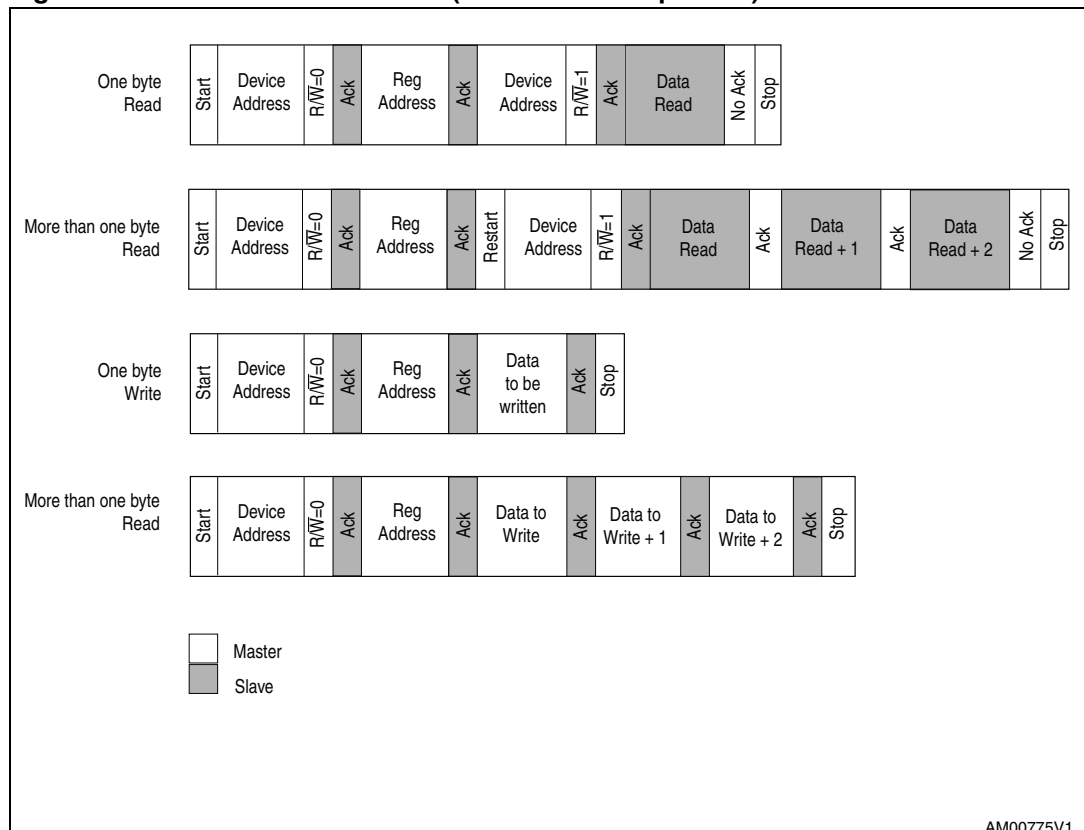 One byte
Read
Start
Device
Address
R/W̅=0
Ack
Reg
Address
Ack
Device
Address
R/W̅=1
Ack
Data
Read
No Ack
Stop
More than one byte
Read
Start
Device
Address
R/W̅=0
Ack
Reg
Address
Ack
Restart
Device
Address
R/W̅=1
Ack
Data
Read
Ack
Data
Read + 1
Ack
Data
Read + 2
No Ack
Stop
One byte
Write
Start
Device
Address
R/W̅=0
Ack
Reg
Address
Ack
Data
to be
written
Ack
Stop
More than one byte
Read
Start
Device
Address
R/W̅=0
Ack
Reg
Address
Ack
Data to
Write
Ack
Data to
Write + 1
Ack
Data to
Write + 2
Ack
Stop
Master
Slave
AM00775V1